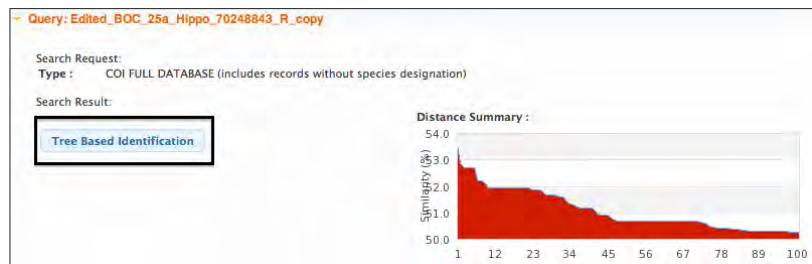 Query: Edited_BOC_25a_Hippo_70248843_R_copy
Search Request:
Type : COI FULL DATABASE (includes records without species designation)
Search Result:
Tree Based Identification
Distance Summary :
Similarity (%)
54.0
53.0
52.0
51.0
50.0
1 12 23 34 45 56 67 78 89 100